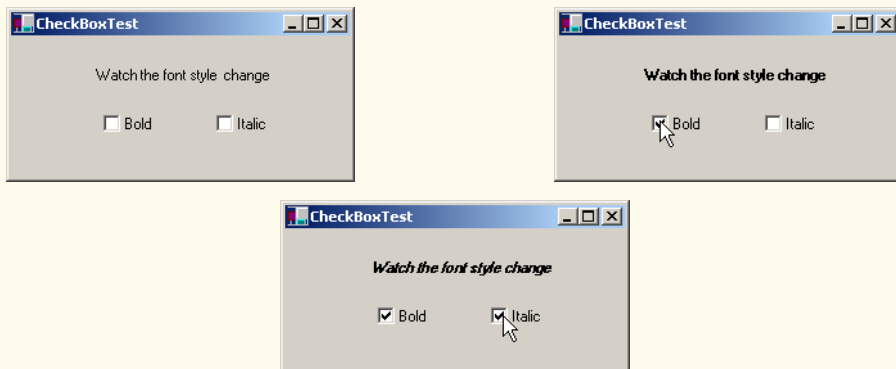 CheckBoxTest
Watch the font style change
Bold Italic
CheckBoxTest
Watch the font style change
Bold Italic
CheckBoxTest
Watch the font style change
Bold Italic